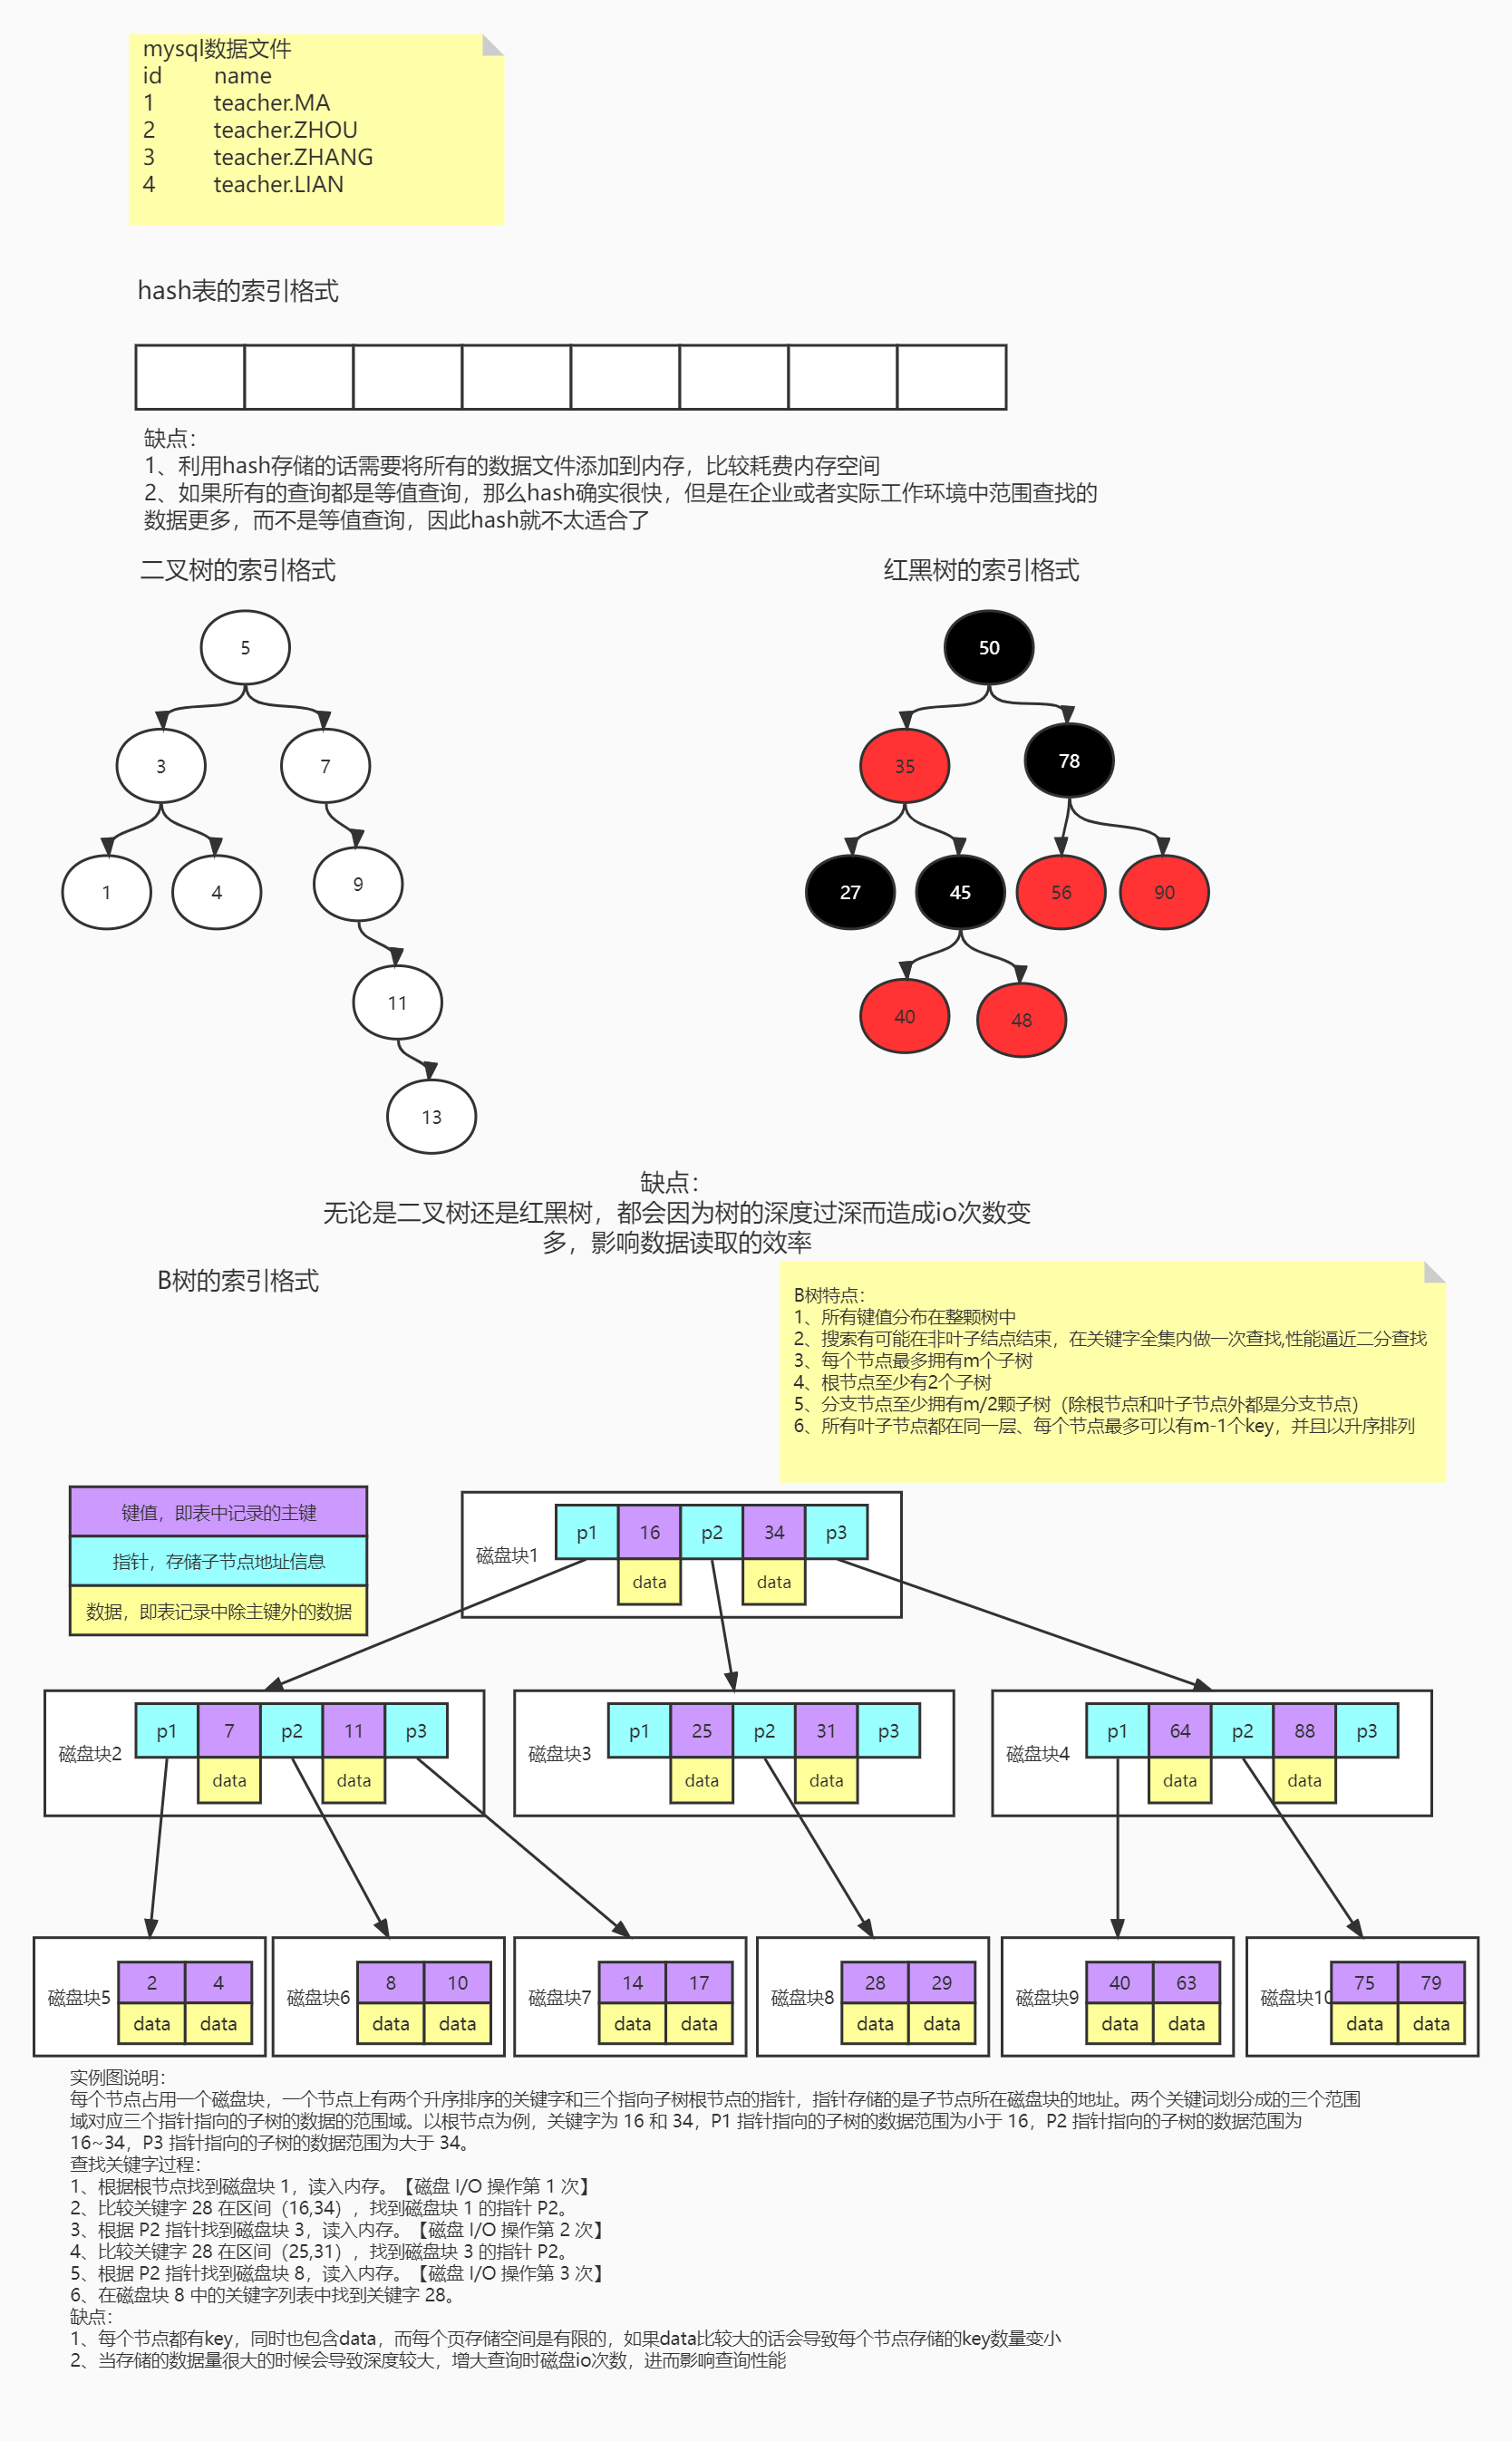 mysql数据文件
id name
1 teacher.MA
2 teacher.ZHOU
3 teacher.ZHANG
4 teacher.LIAN
hash表的索引格式
缺点：
1、利用hash存储的话需要将所有的数据文件添加到内存，比较耗费内存空间
2、如果所有的查询都是等值查询，那么hash确实很快，但是在企业或者实际工作环境中范围查找的
数据更多，而不是等值查询，因此hash就不太适合了
二叉树的索引格式
5
3 7
1 4 9
11
13
红黑树的索引格式
50
35 78
27 45 56 90
40 48
缺点：
无论是二叉树还是红黑树，都会因为树的深度过深而造成io次数变
多，影响数据读取的效率
B树的索引格式
B树特点：
1、所有键值分布在整颗树中
2、搜索有可能在非叶子结点结束，在关键字全集内做一次查找,性能逼近二分查找
3、每个节点最多拥有m个子树
4、根节点至少有2个子树
5、分支节点至少拥有m/2颗子树（除根节点和叶子节点外都是分支节点）
6、所有叶子节点都在同一层、每个节点最多可以有m-1个key，并且以升序排列
键值，即表中记录的主键
指针，存储子节点地址信息
数据，即表记录中除主键外的数据
磁盘块1
p1 16 p2 34 p3
data data
磁盘块2
p1 7 p2 11 p3
data data
磁盘块3
p1 25 p2 31 p3
data data
磁盘块4
p1 64 p2 88 p3
data data
磁盘块5
2 4
data data
磁盘块6
8 10
data data
磁盘块7
14 17
data data
磁盘块8
28 29
data data
磁盘块9
40 63
data data
磁盘块10
75 79
data data
实例图说明：
每个节点占用一个磁盘块，一个节点上有两个升序排序的关键字和三个指向子树根节点的指针，指针存储的是子节点所在磁盘块的地址。两个关键词划分成的三个范围
域对应三个指针指向的子树的数据的范围域。以根节点为例，关键字为 16 和 34，P1 指针指向的子树的数据范围为小于 16，P2 指针指向的子树的数据范围为
16~34，P3 指针指向的子树的数据范围为大于 34。
查找关键字过程：
1、根据根节点找到磁盘块 1，读入内存。【磁盘 I/O 操作第 1 次】
2、比较关键字 28 在区间（16,34），找到磁盘块 1 的指针 P2。
3、根据 P2 指针找到磁盘块 3，读入内存。【磁盘 I/O 操作第 2 次】
4、比较关键字 28 在区间（25,31），找到磁盘块 3 的指针 P2。
5、根据 P2 指针找到磁盘块 8，读入内存。【磁盘 I/O 操作第 3 次】
6、在磁盘块 8 中的关键字列表中找到关键字 28。
缺点：
1、每个节点都有key，同时也包含data，而每个页存储空间是有限的，如果data比较大的话会导致每个节点存储的key数量变小
2、当存储的数据量很大的时候会导致深度较大，增大查询时磁盘io次数，进而影响查询性能